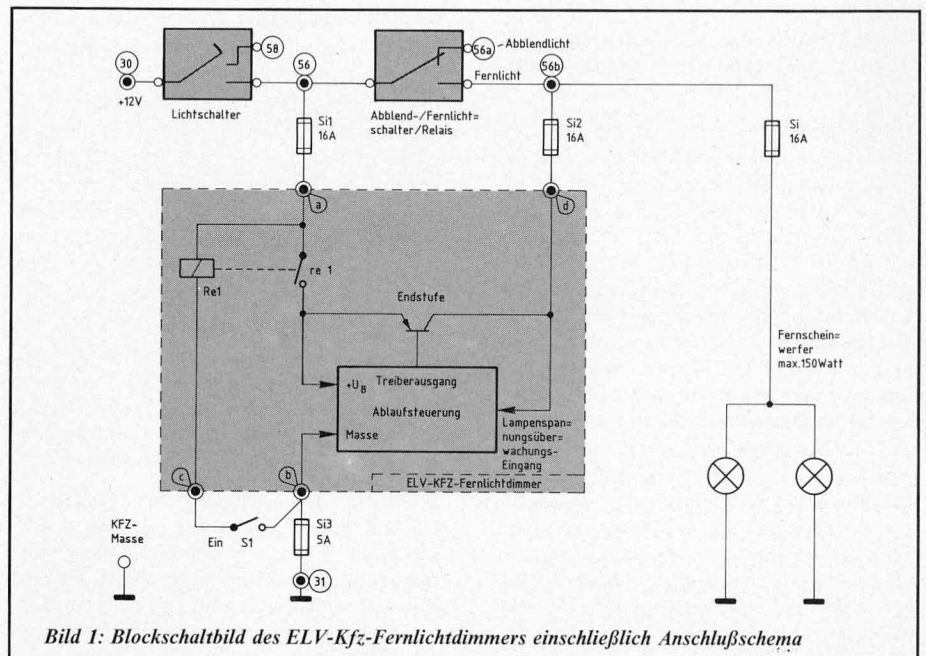 30
+12V
Lichtschalter
58
56
56a
Abblendlicht
Fernlicht
56b
Abblend-/Fernlicht=
schalter/Relais
Si1
16A
Si2
16A
Si
16A
a
d
Re1
re 1
Endstufe
+UB
Treiberausgang
Ablaufsteuerung
Masse
Lampenspan=
nungsüber=
wachungs-
Eingang
ELV-KFZ-Fernlichtdimmer
Fernschein=
werfer
max.150Watt
c
b
KFZ-
Masse
Ein
S1
Si3
5A
31
Bild 1: Blockschaltbild des ELV-Kfz-Fernlichtdimmers einschließlich Anschlußschema